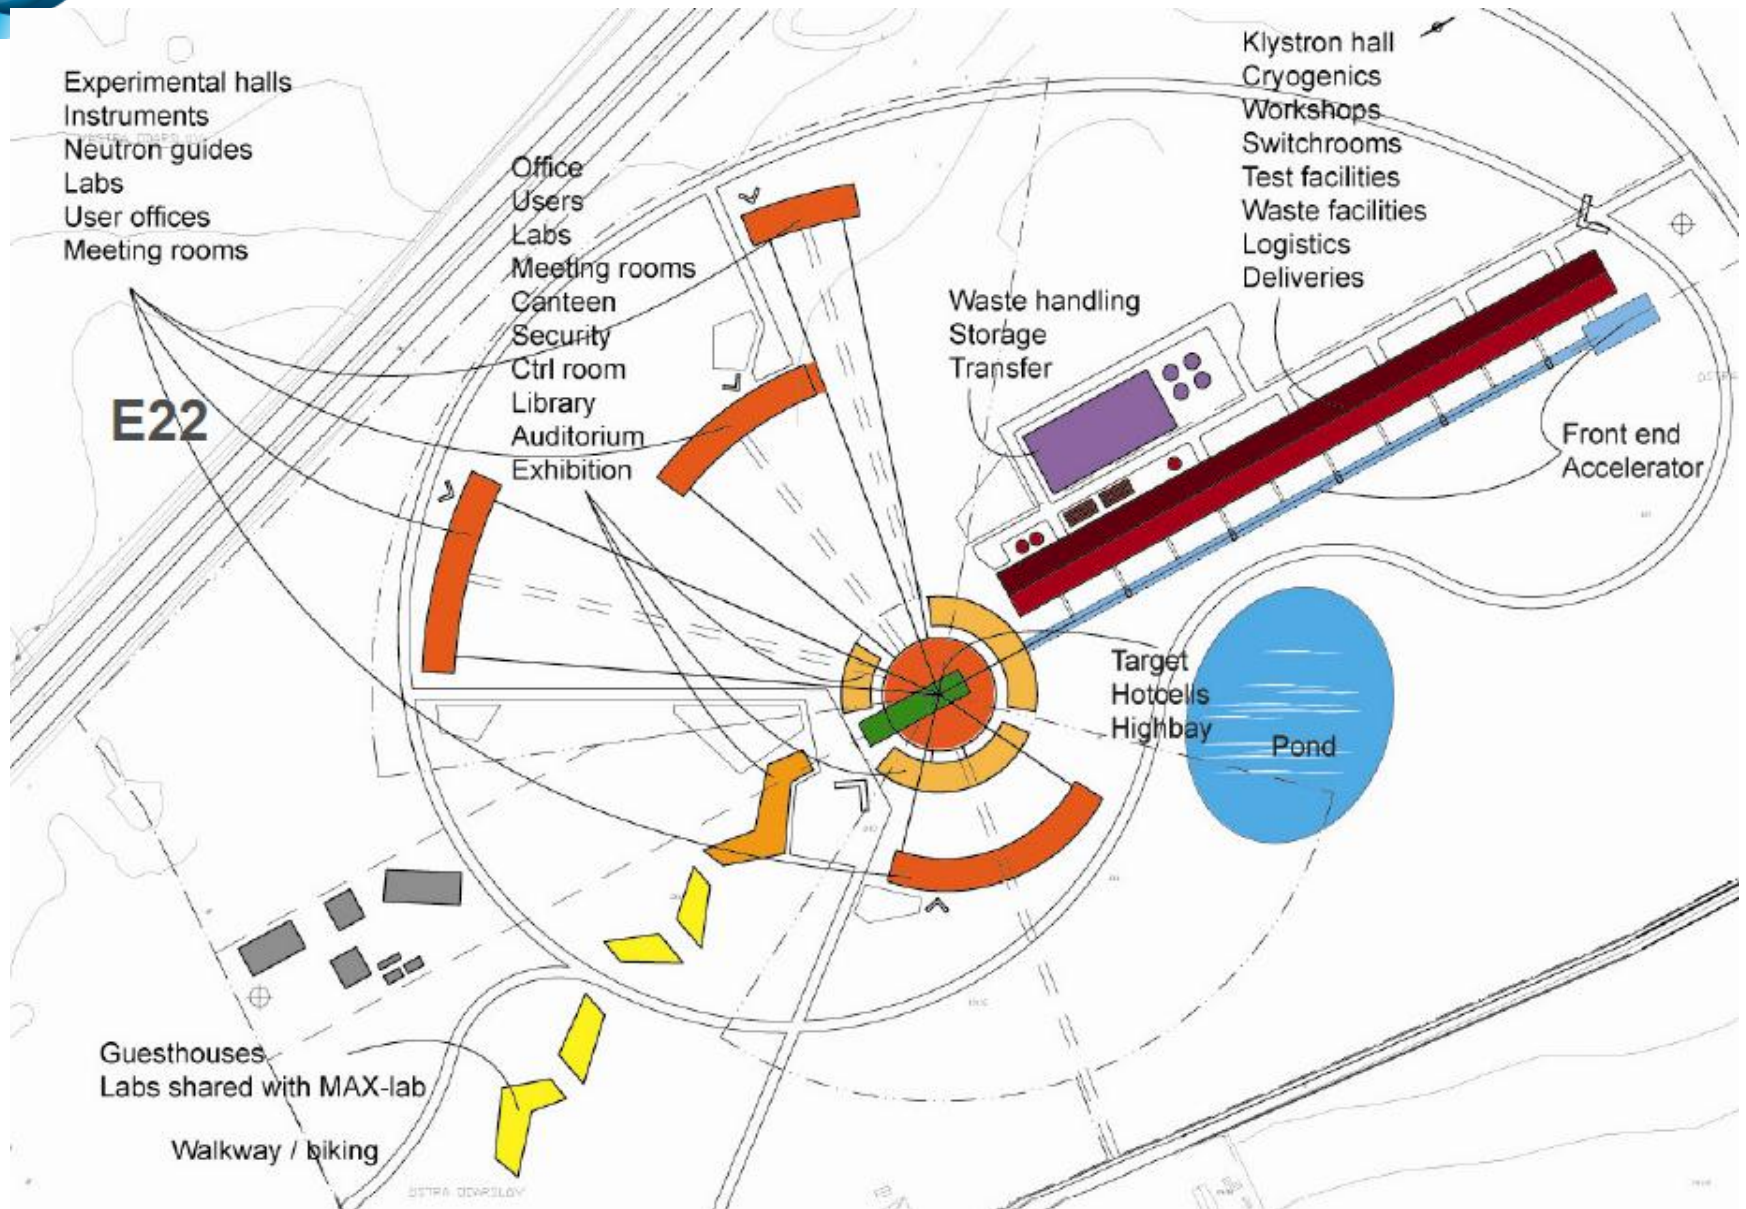 Experimental halls
Instruments
Neutron guides
Labs
User offices
Meeting rooms
Office
Users
Labs
Meeting rooms
Canteen
Security
Ctrl room
Library
Auditorium
Exhibition
Klystron hall
Cryogenics
Workshops
Switchrooms
Test facilities
Waste facilities
Logistics
Deliveries
Waste handling
Storage
Transfer
E22
Front end
Accelerator
Target
Hotcells
Highbay
Pond
Guesthouses
Labs shared with MAX-lab
Walkway / biking